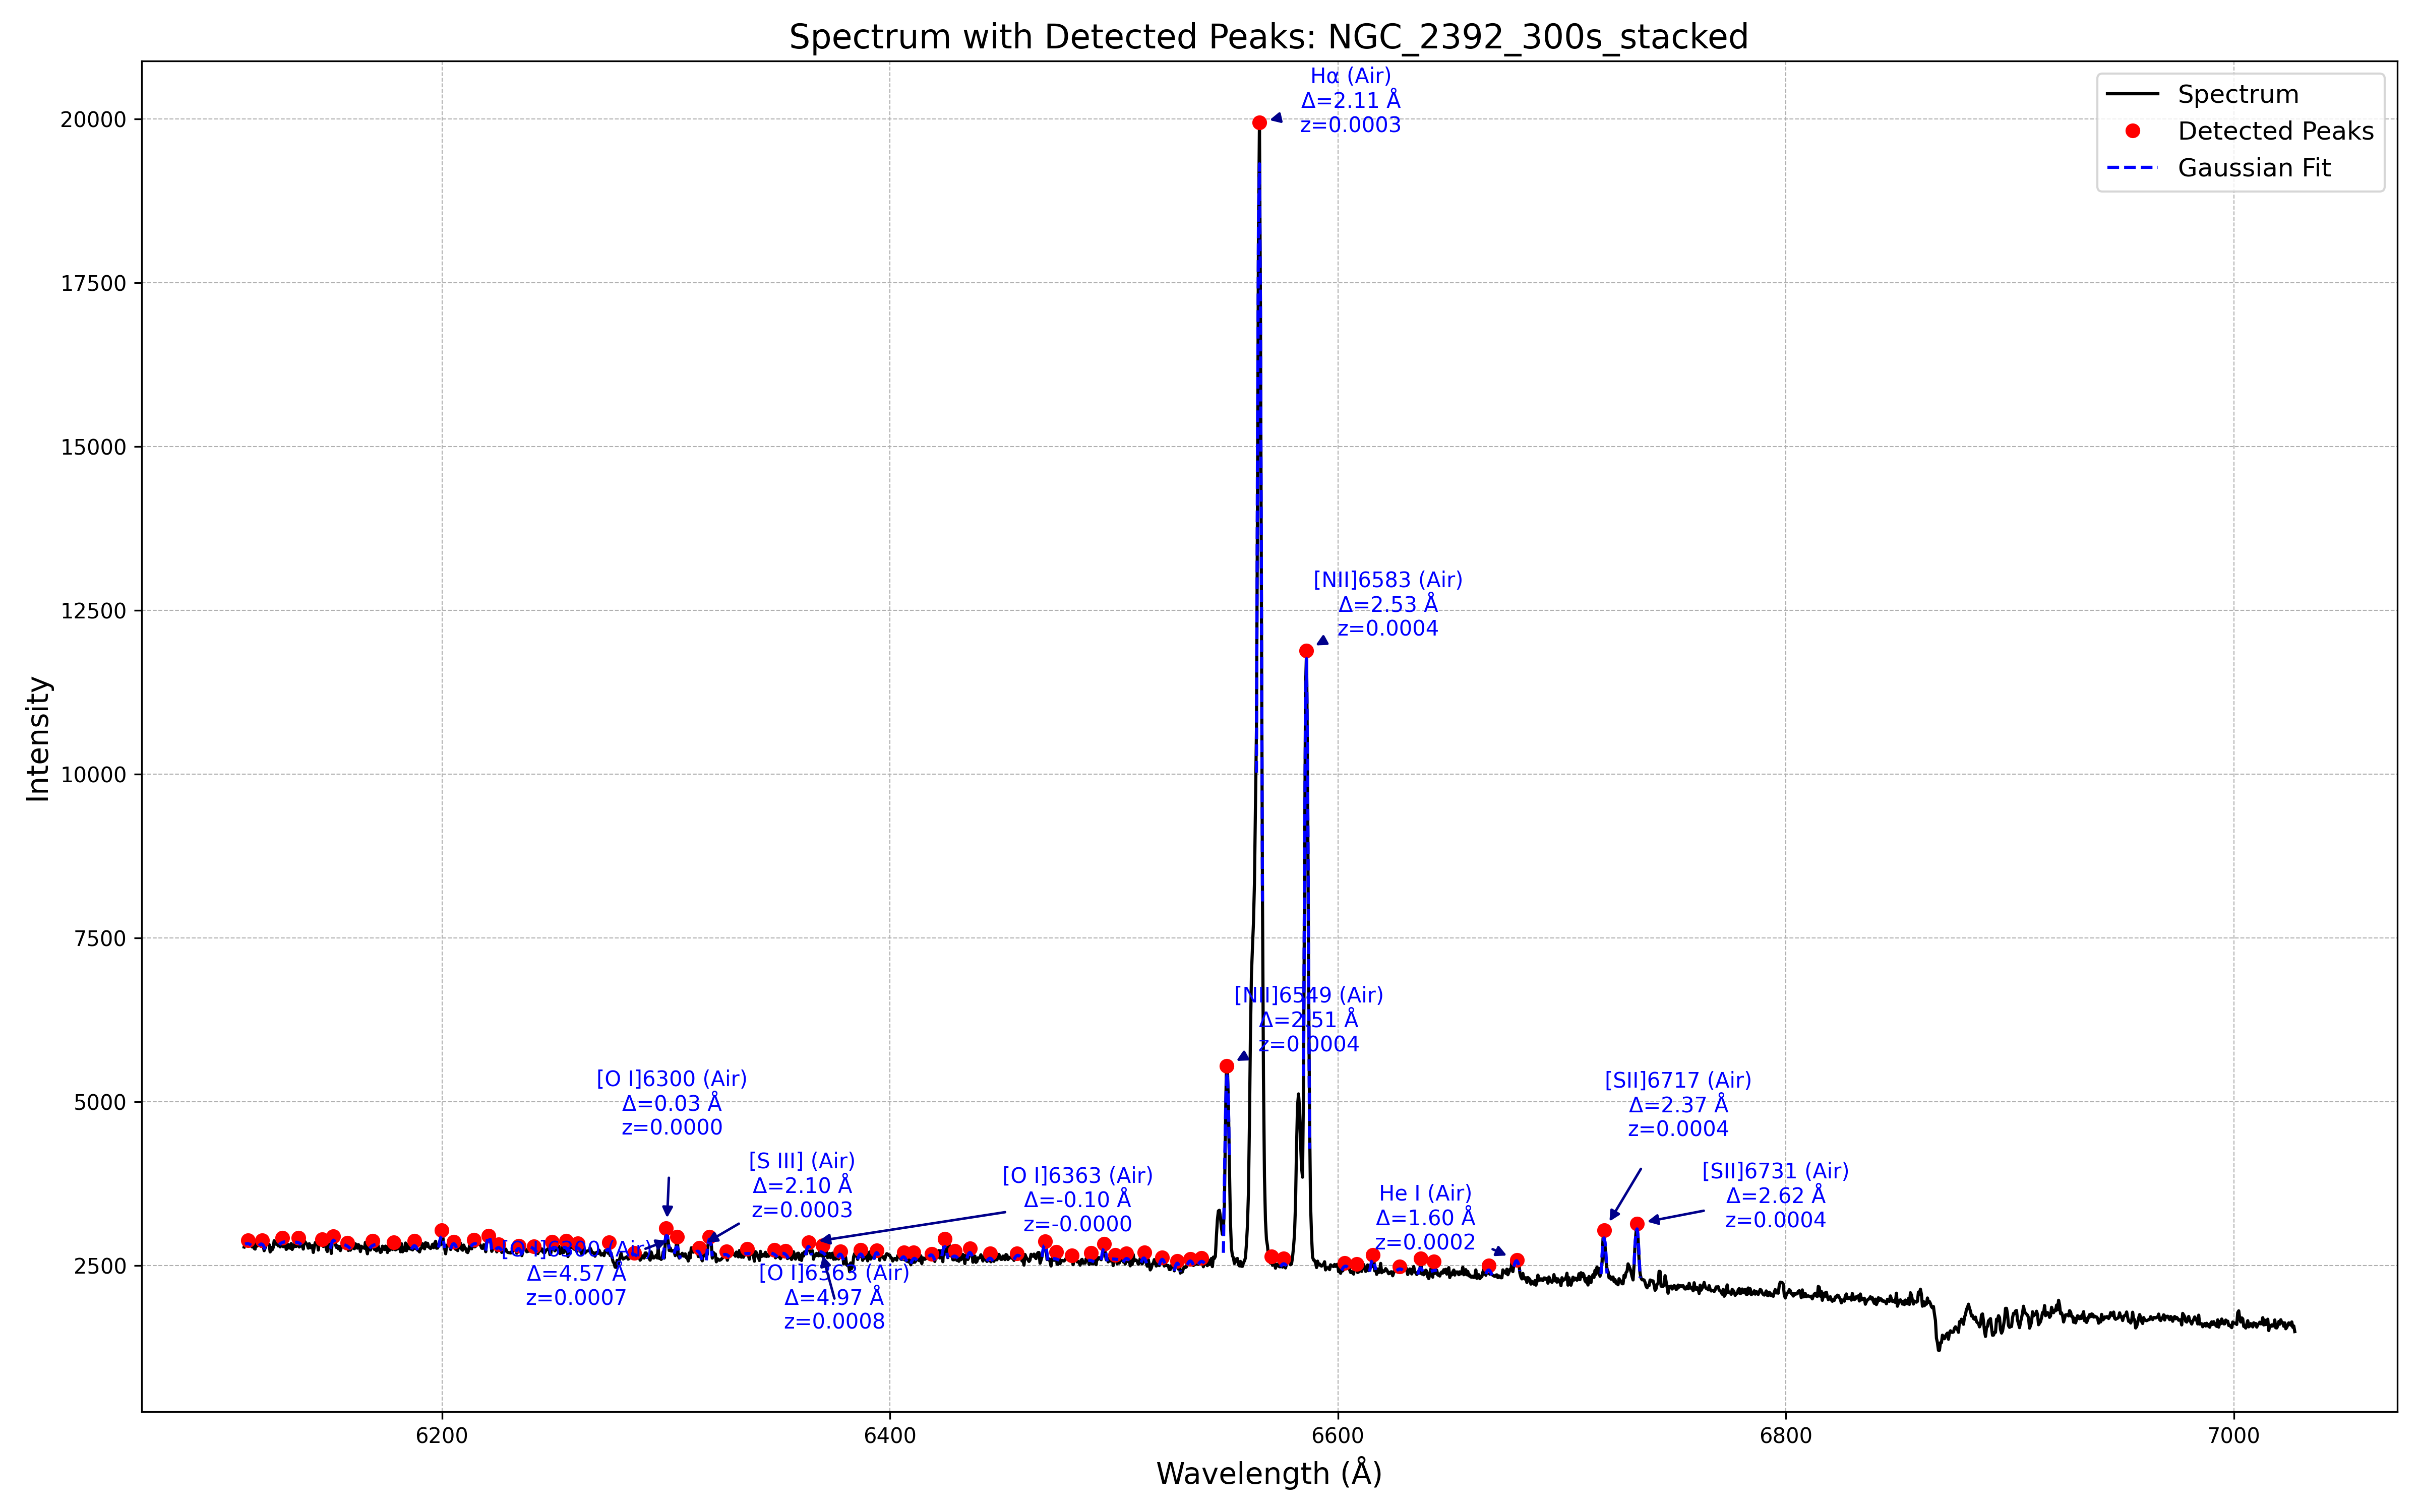 Spectrum with Detected Peaks: NGC_2392_300s_stacked
Hα (Air)
Δ=2.11 Å
z=0.0003
Spectrum
Detected Peaks
Gaussian Fit
20000
17500
15000
12500
10000
7500
5000
2500
Intensity
[NII]6583 (Air)
Δ=2.53 Å
z=0.0004
[NII]6549 (Air)
Δ=2.51 Å
z=0.0004
[O I]6300 (Air)
Δ=0.03 Å
z=0.0000
[S III] (Air)
Δ=2.10 Å
z=0.0003
[O I]6363 (Air)
Δ=-0.10 Å
z=-0.0000
He I (Air)
Δ=1.60 Å
z=0.0002
[SII]6717 (Air)
Δ=2.37 Å
z=0.0004
[SII]6731 (Air)
Δ=2.62 Å
z=0.0004
[O I]6300 (Air)
Δ=4.57 Å
z=0.0007
[O I]6363 (Air)
Δ=4.97 Å
z=0.0008
6200
6400
6600
6800
7000
Wavelength (Å)